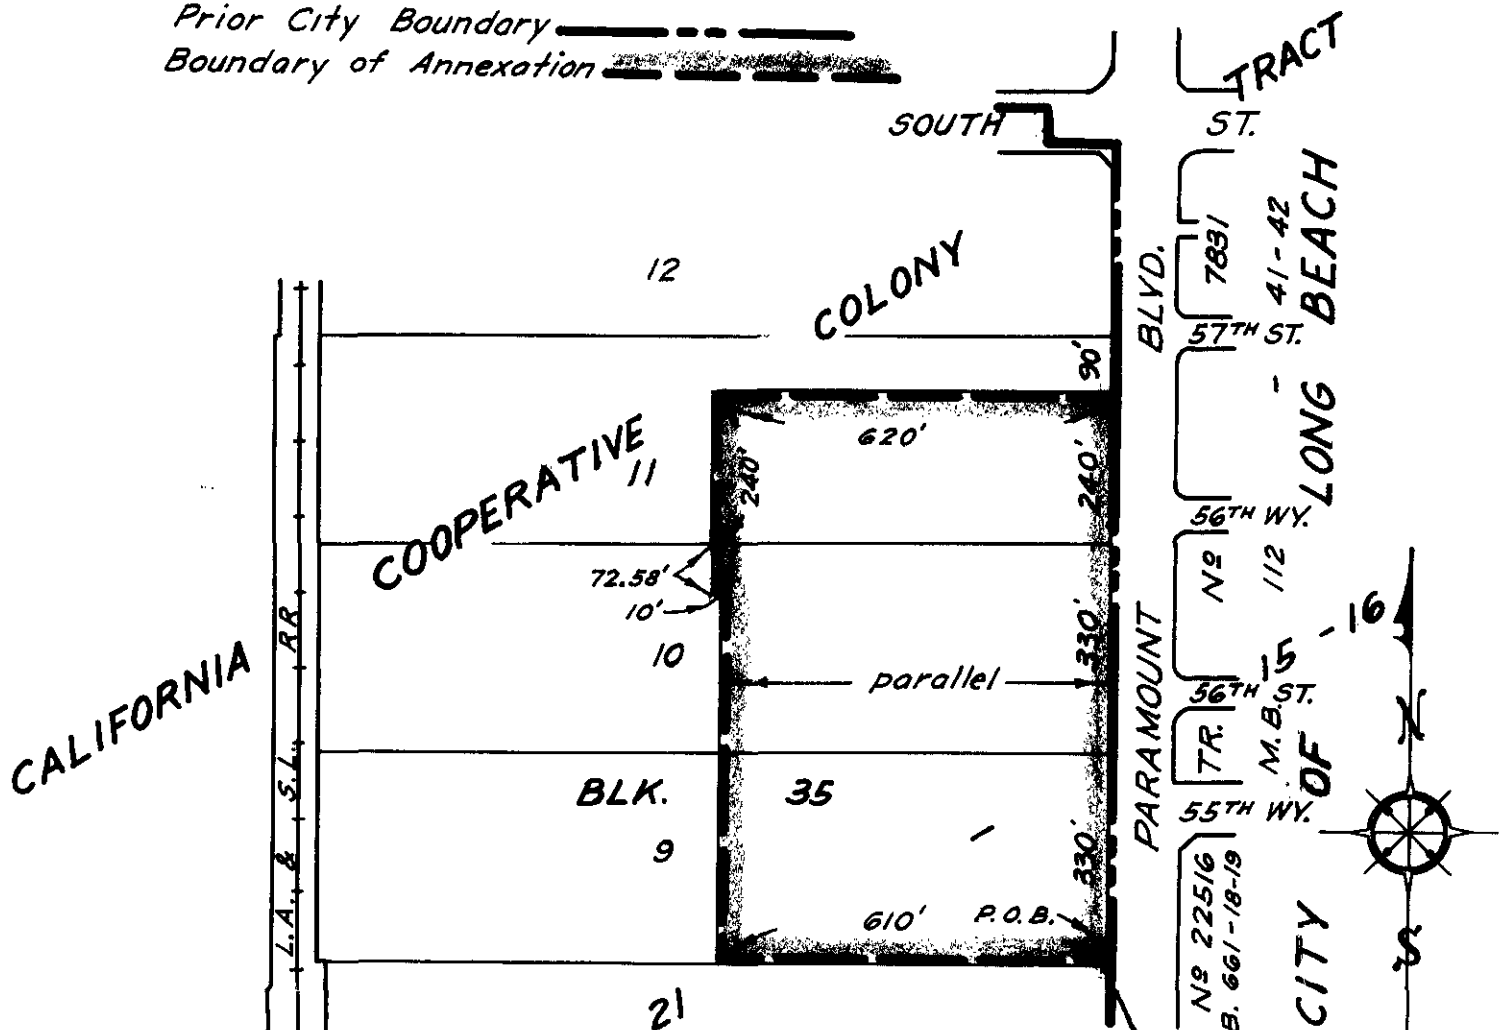 Prior City Boundary
Boundary of Annexation
TRACT
SOUTH ST.
12
COLONY
BLVD.
7831
41-42
BEACH
57TH ST.
90'
620'
COOPERATIVE
11
240'
240'
LONG -
56TH WY.
72.58'
10'
Nº
112
15 - 16
L.A. & S.L. RR
10
330'
parallel
PARAMOUNT
56TH ST.
CALIFORNIA
TR.
M.B.
OF
N
BLK. 35
55TH WY.
9
330'
610'
P.O.B.
Nº 22516
B. 661-18-19
CITY
S
21